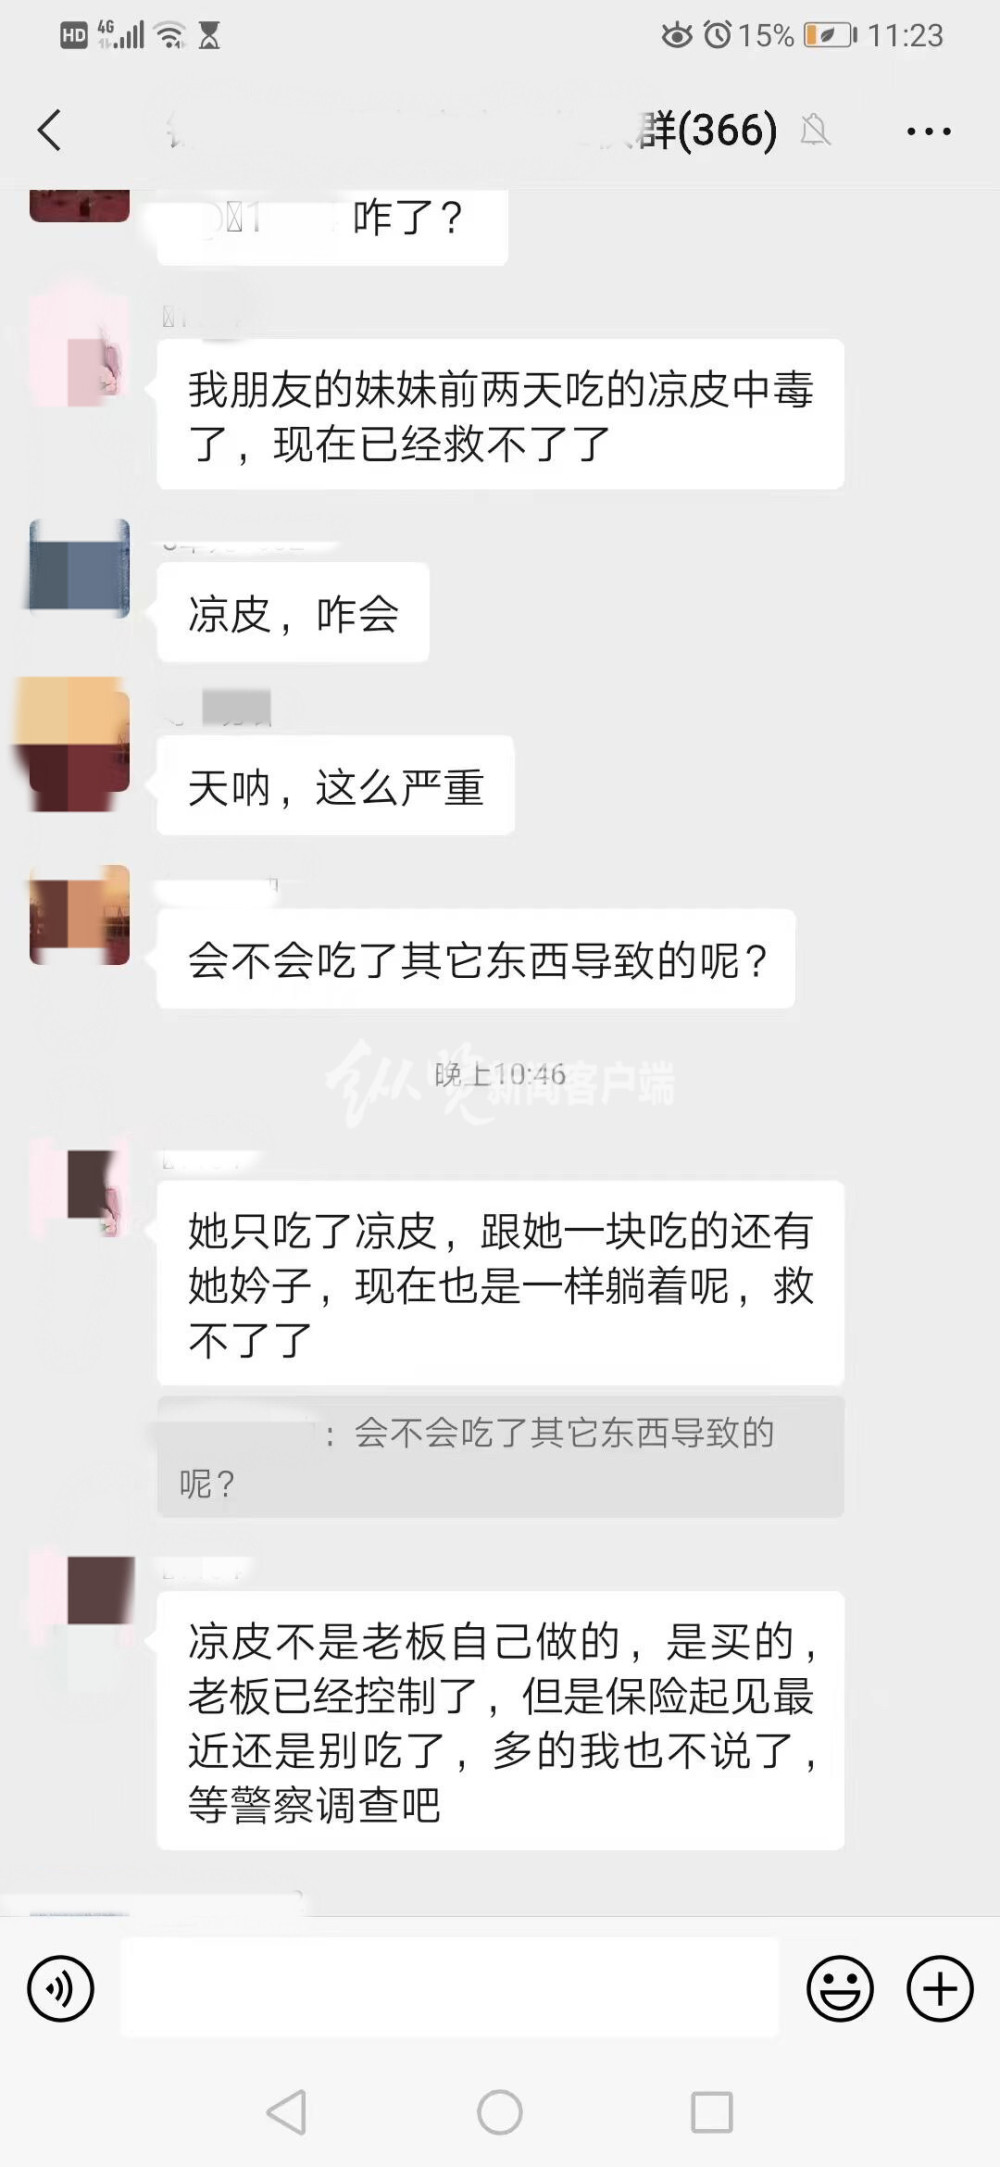 HD 4G 15% 11:23
群(366)
咋了？
我朋友的妹妹前两天吃的凉皮中毒
了，现在已经救不了了
凉皮，咋会
天呐，这么严重
会不会吃了其它东西导致的呢？
晚上10:46
纵览新闻客户端
她只吃了凉皮，跟她一块吃的还有
她妗子，现在也是一样躺着呢，救
不了了
：会不会吃了其它东西导致的
呢？
凉皮不是老板自己做的，是买的，
老板已经控制了，但是保险起见最
近还是别吃了，多的我也不说了，
等警察调查吧